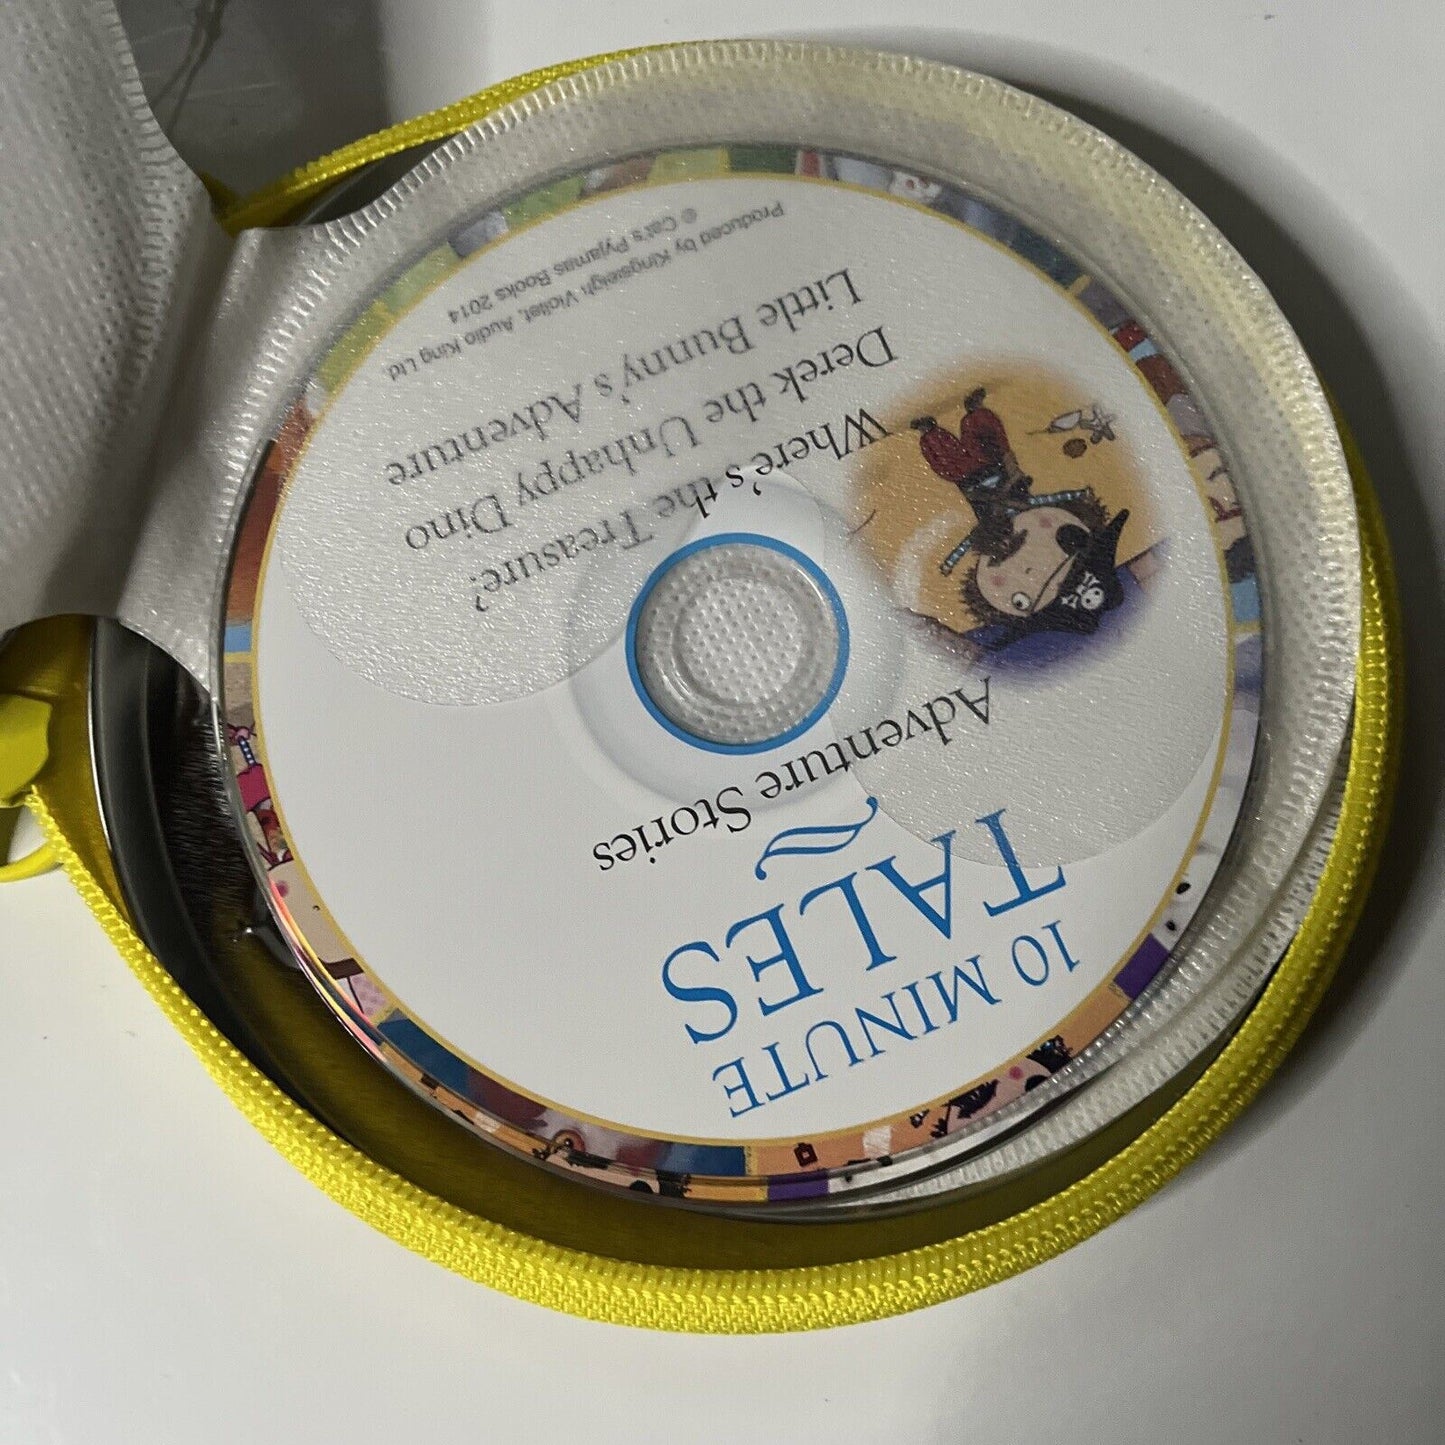 10 MINUTE
TALES
Adventure Stories
Where's the Treasure?
Derek the Unhappy Dino
Little Bunny's Adventure
Produced by Kingsleigh Violet, Audio King Ltd
© Cat's Pyjamas Books 2014